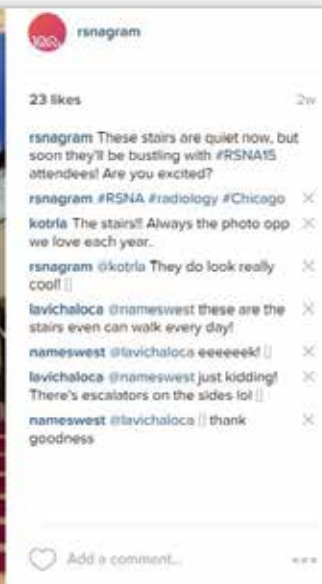 rsnagram
23 likes 2w
rsnagram These stairs are quiet now, but
soon they'll be bustling with #RSNA15
attendees! Are you excited?
rsnagram #RSNA #radiology #Chicago
kotrla The stairs!! Always the photo opp
we love each year.
rsnagram @kotrla They do look really
cool!
lavichaloca @nameswest these are the
stairs even can walk every day!
nameswest @lavichaloca eeeeeek!
lavichaloca @nameswest just kidding!
There's escalators on the sides lol
nameswest @lavichaloca thank
goodness
Add a comment...